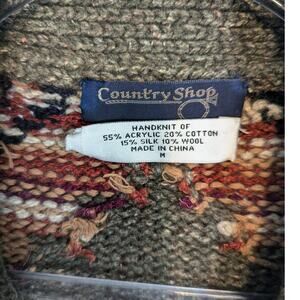 Country Shop
HANDKNIT OF
55% ACRYLIC 20% COTTON
15% SILK 10% WOOL
MADE IN CHINA
M